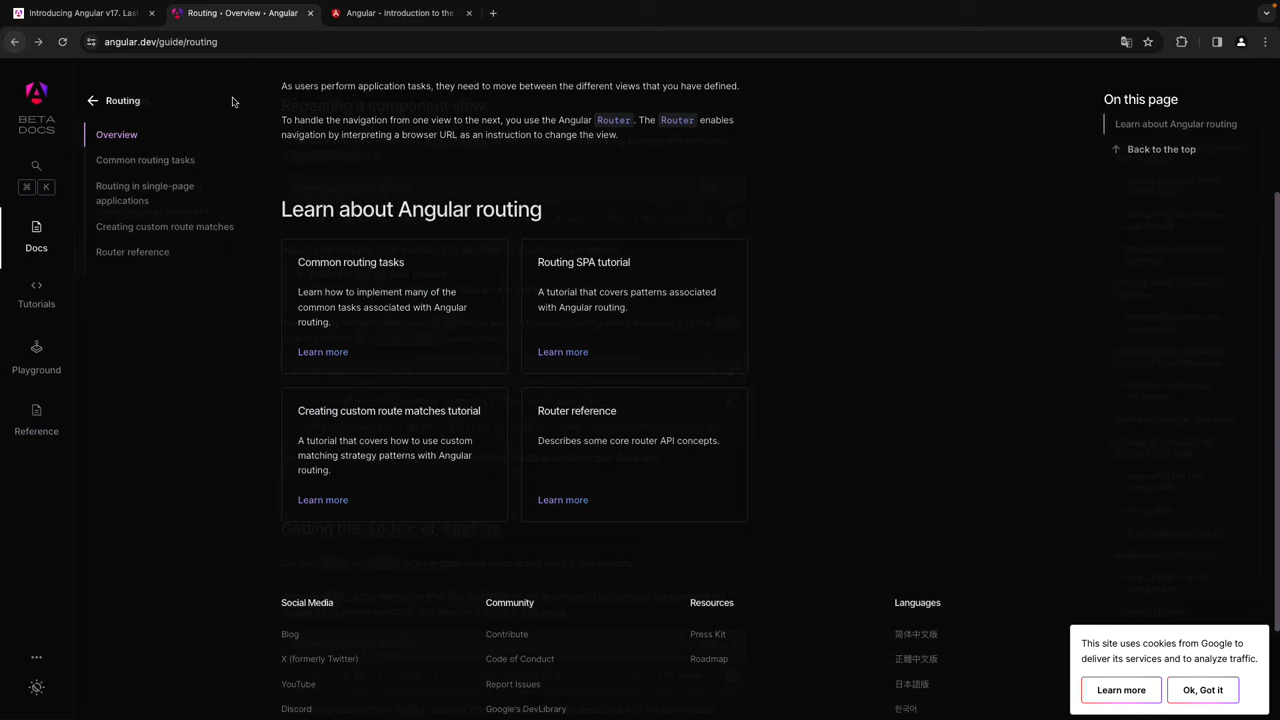 Introducing Angular v17. Last
Routing • Overview • Angular
Angular - Introduction to the
angular.dev/guide/routing
BETA
DOCS
⌘ K
Docs
Tutorials
Playground
Reference
Routing
Overview
Common routing tasks
Routing in single-page
applications
Creating custom route matches
Router reference
As users perform application tasks, they need to move between the different views that you have defined.
Repeating a component view
To handle the navigation from one view to the next, you use the Angular Router. The Router enables
navigation by interpreting a browser URL as an instruction to change the view.
Learn about Angular routing
Common routing tasks
Learn how to implement many of the
common tasks associated with Angular
routing.
Learn more
Routing SPA tutorial
A tutorial that covers patterns associated
with Angular routing.
Learn more
Creating custom route matches tutorial
A tutorial that covers how to use custom
matching strategy patterns with Angular
routing.
Learn more
Router reference
Describes some core router API concepts.
Learn more
Getting the index of
Social Media
Blog
X (formerly Twitter)
YouTube
Discord
Community
Contribute
Code of Conduct
Report Issues
Google's DevLibrary
Resources
Press Kit
Roadmap
Languages
简体中文版
正體中文版
日本語版
한국어
On this page
Learn about Angular routing
Back to the top
This site uses cookies from Google to
deliver its services and to analyze traffic.
Learn more
Ok, Got it